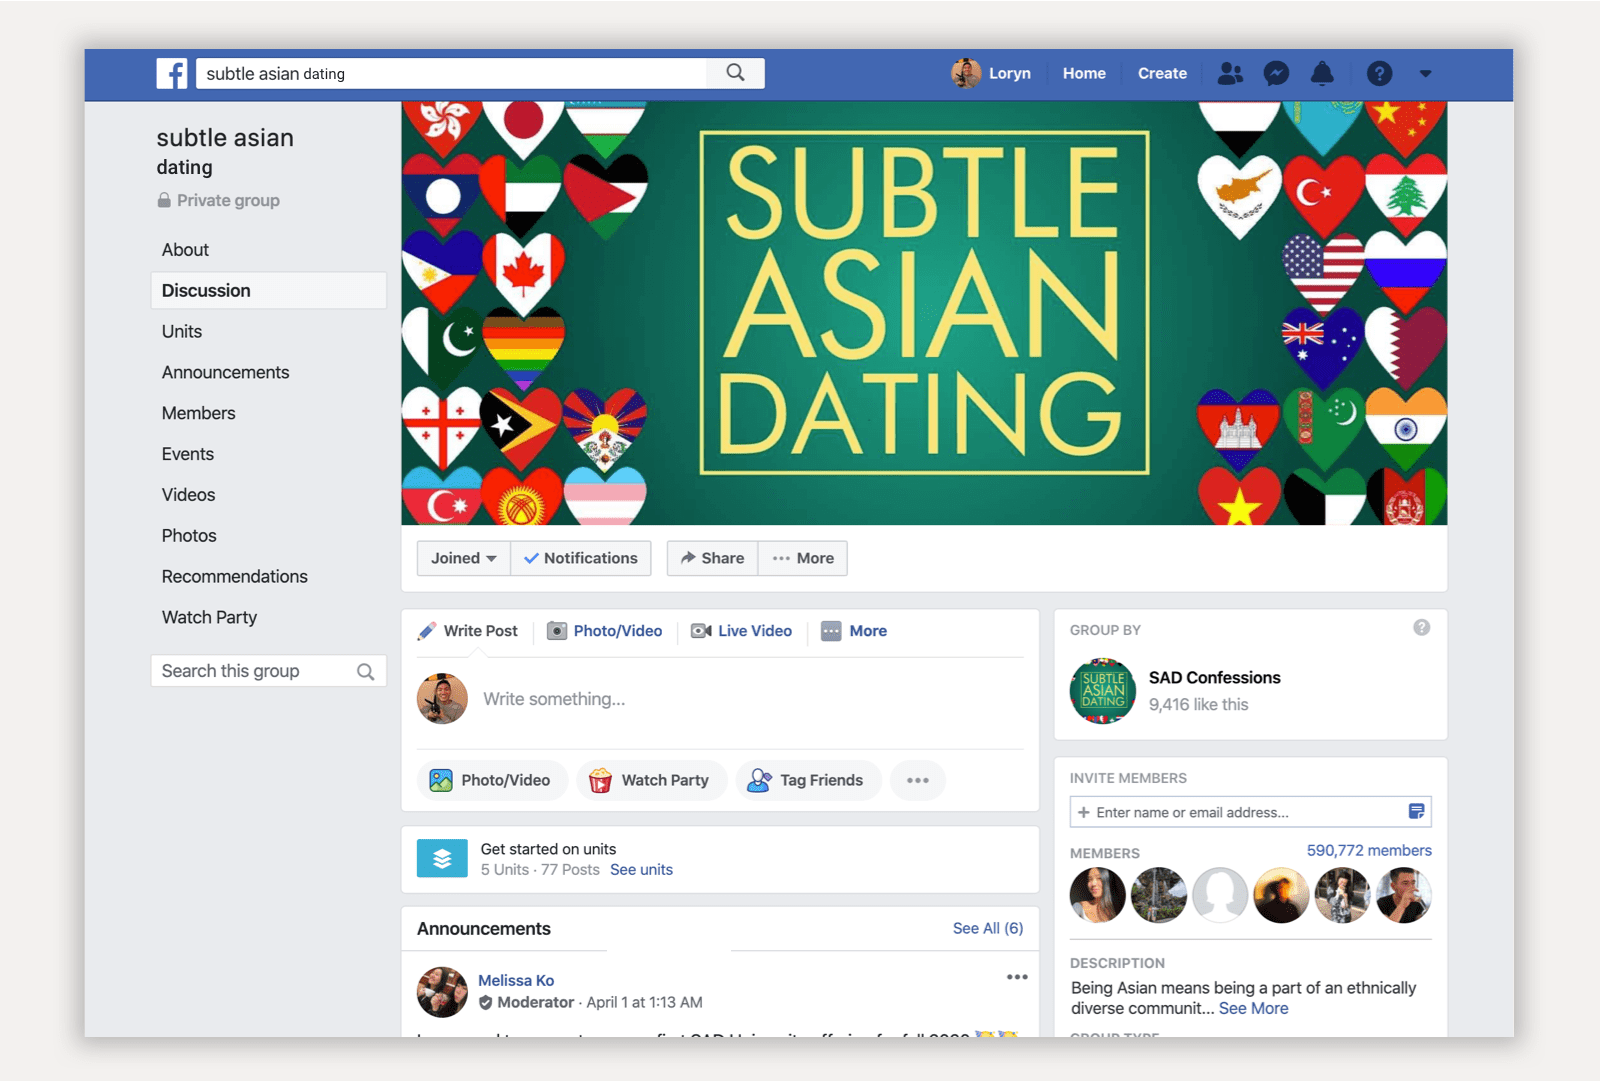 subtle asian dating
Loryn
Home
Create
subtle asian
dating
Private group
About
Discussion
Units
Announcements
Members
Events
Videos
Photos
Recommendations
Watch Party
Search this group
SUBTLE
ASIAN
DATING
Joined
Notifications
Share
More
Write Post
Photo/Video
Live Video
More
Write something...
Photo/Video
Watch Party
Tag Friends
Get started on units
5 Units · 77 Posts See units
Announcements
See All (6)
Melissa Ko
Moderator · April 1 at 1:13 AM
GROUP BY
SUBTLE
ASIAN
DATING
SAD Confessions
9,416 like this
INVITE MEMBERS
+ Enter name or email address...
MEMBERS
590,772 members
DESCRIPTION
Being Asian means being a part of an ethnically
diverse communit... See More
GROUP TYPE